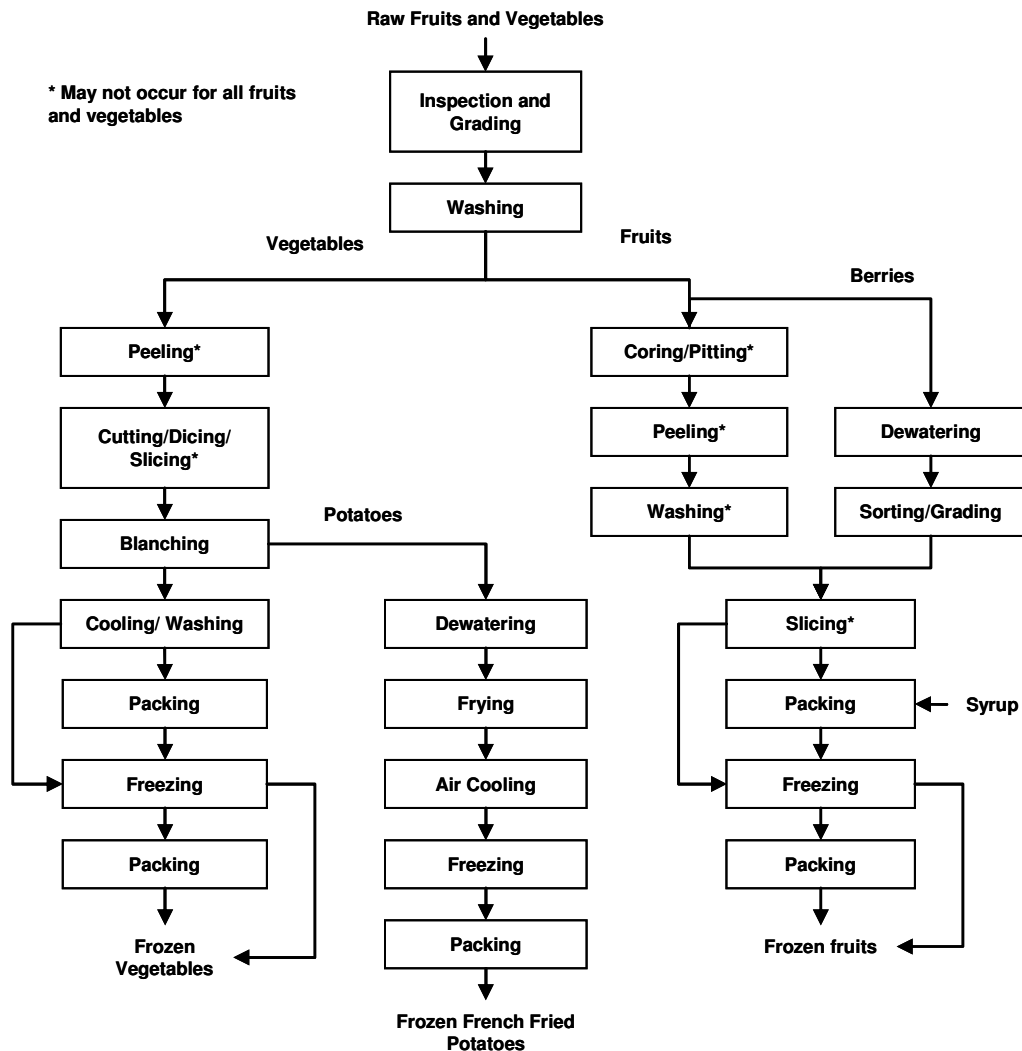 Raw Fruits and Vegetables
* May not occur for all fruits
and vegetables
Inspection and
Grading
Washing
Vegetables
Fruits
Berries
Peeling*
Cutting/Dicing/
Slicing*
Blanching
Potatoes
Cooling/ Washing
Packing
Freezing
Packing
Frozen
Vegetables
Dewatering
Frying
Air Cooling
Freezing
Packing
Frozen French Fried
Potatoes
Coring/Pitting*
Peeling*
Washing*
Dewatering
Sorting/Grading
Slicing*
Packing
Syrup
Freezing
Packing
Frozen fruits